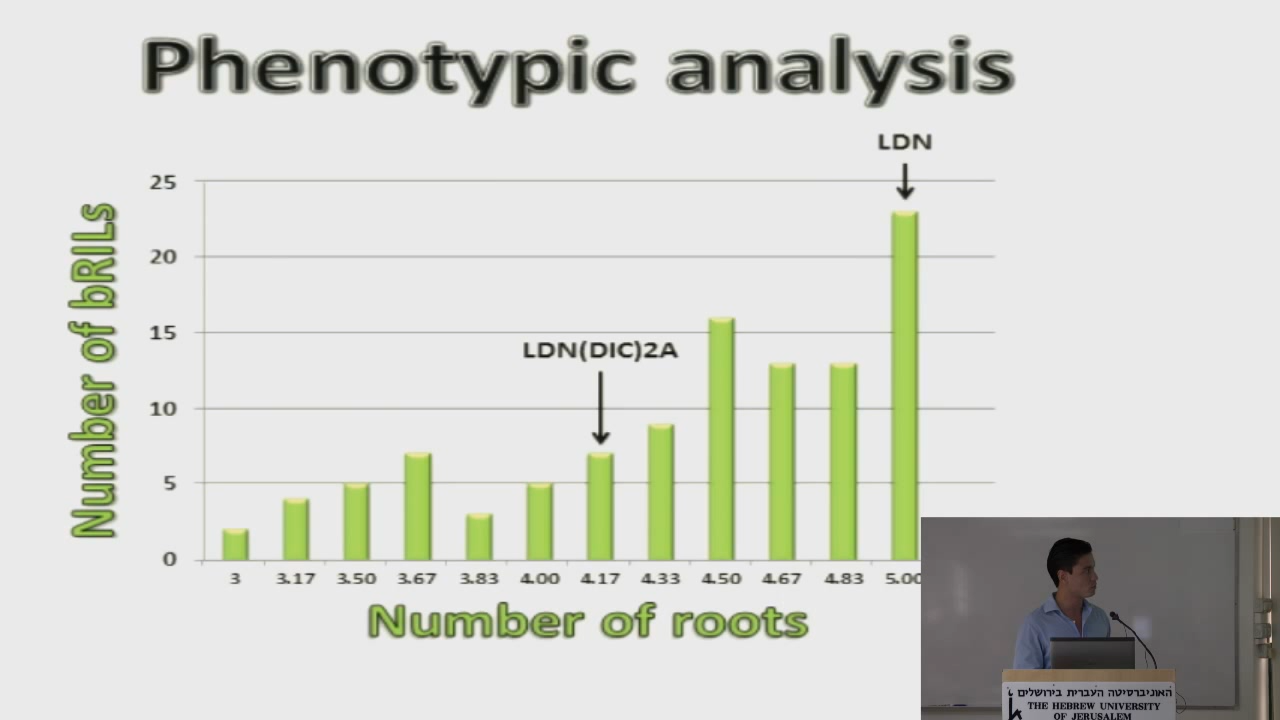 Phenotypic analysis
LDN
25
20
15
LDN(DIC)2A
10
5
0
Number of bRILs
3 3.17 3.50 3.67 3.83 4.00 4.17 4.33 4.50 4.67 4.83 5.00
Number of roots
האוניברסיטה העברית בירושלים
THE HEBREW UNIVERSITY
OF JERUSALEM